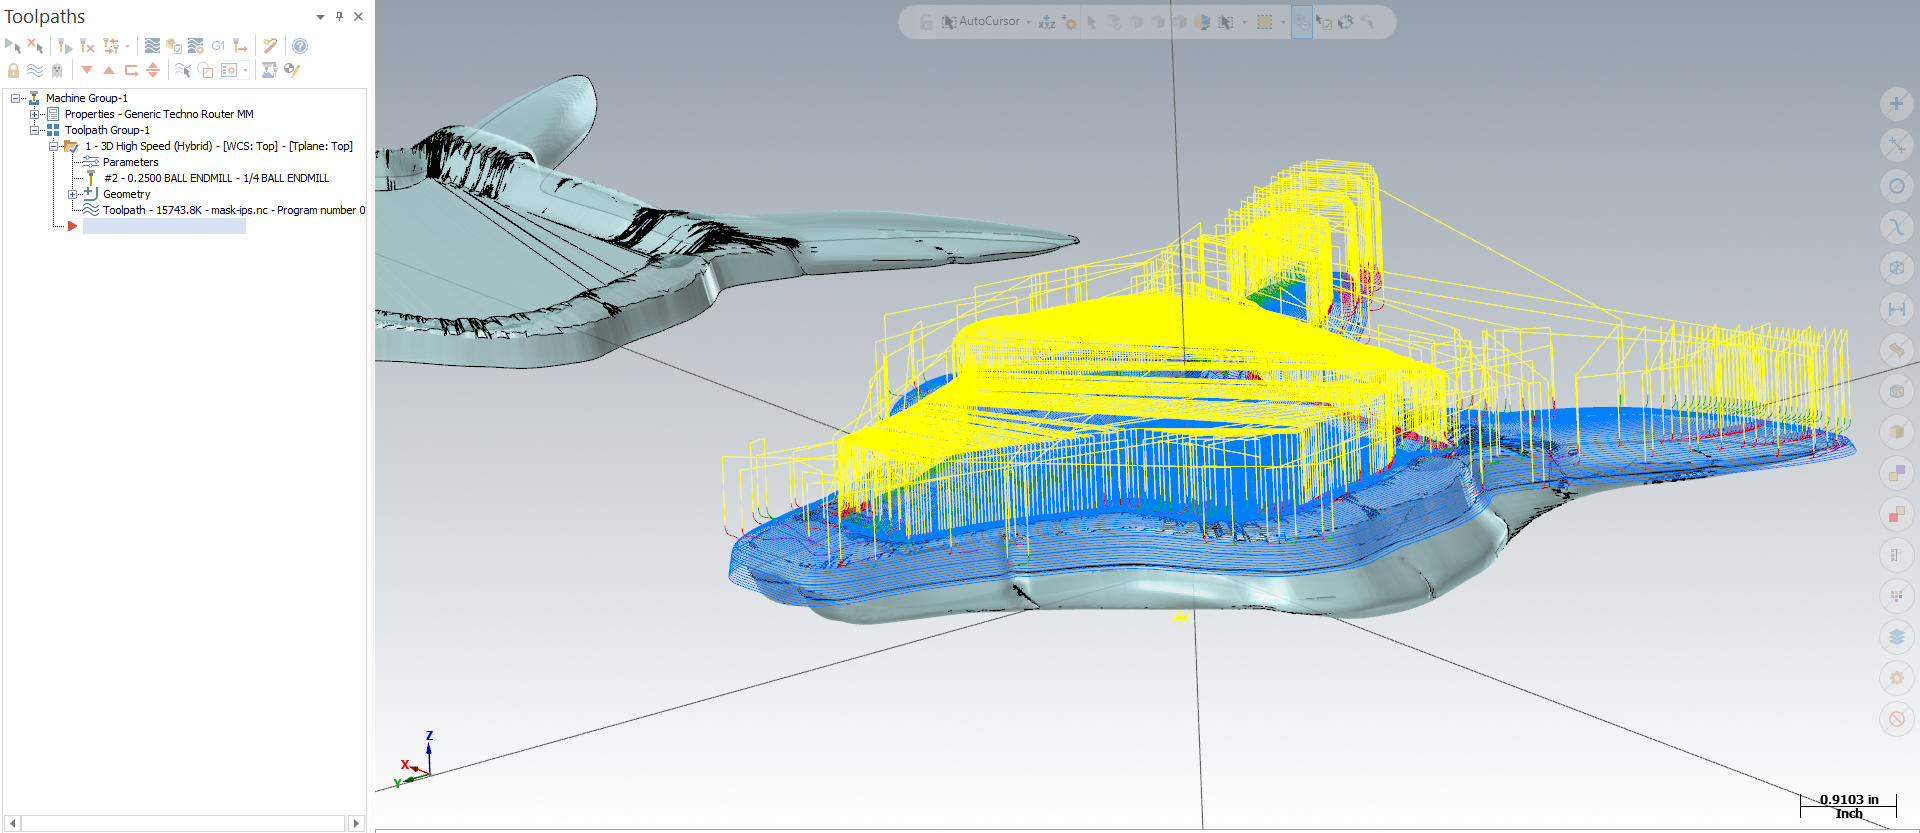 Toolpaths
AutoCursor
XYZ
G1
Machine Group-1
Properties - Generic Techno Router MM
Toolpath Group-1
1 - 3D High Speed (Hybrid) - [WCS: Top] - [Tplane: Top]
Parameters
#2 - 0.2500 BALL ENDMILL - 1/4 BALL ENDMILL
Geometry
Toolpath - 15743.8K - mask-ips.nc - Program number 0
Z
X
Y
0.9103 in
Inch